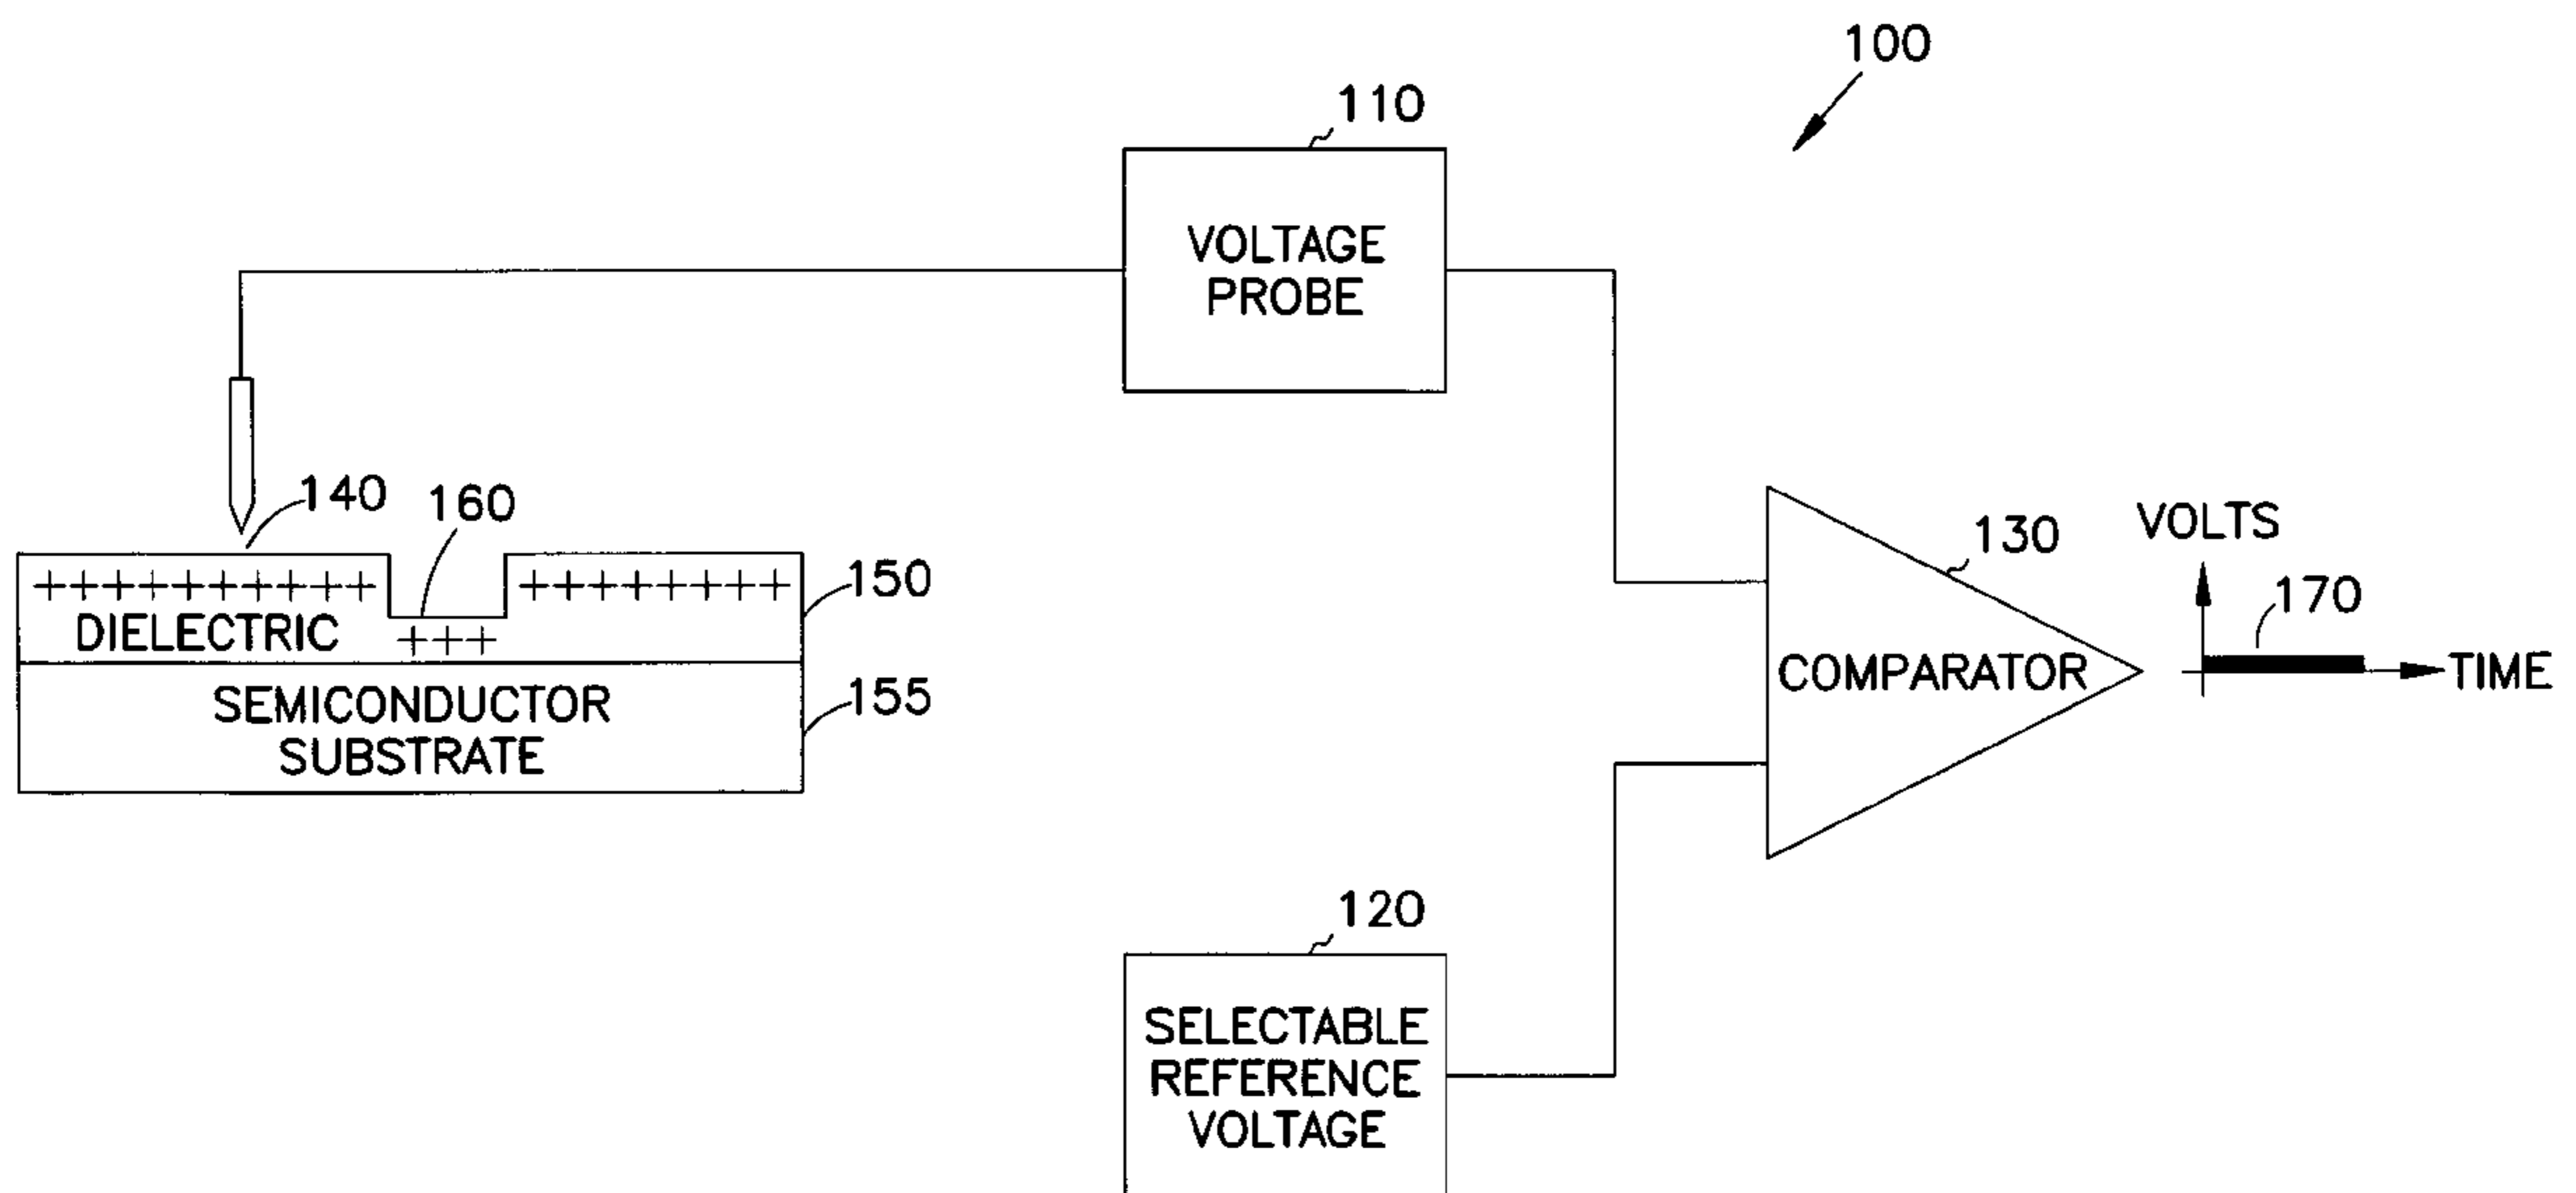 100
110
VOLTAGE
PROBE
140
160
130
VOLTS
150
DIELECTRIC
170
COMPARATOR
TIME
SEMICONDUCTOR
SUBSTRATE
155
120
SELECTABLE
REFERENCE
VOLTAGE